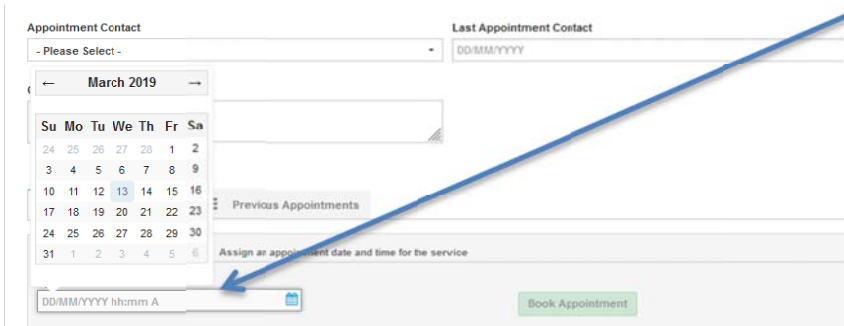 Appointment Contact
Last Appointment Contact
- Please Select -
DD/MM/YYYY
← March 2019 →
Su Mo Tu We Th Fr Sa
24 25 26 27 28 1 2
3 4 5 6 7 8 9
10 11 12 13 14 15 16
17 18 19 20 21 22 23
24 25 26 27 28 29 30
31 1 2 3 4 5 6
Previous Appointments
Assign an appointment date and time for the service
DD/MM/YYYY hh:mm A
Book Appointment